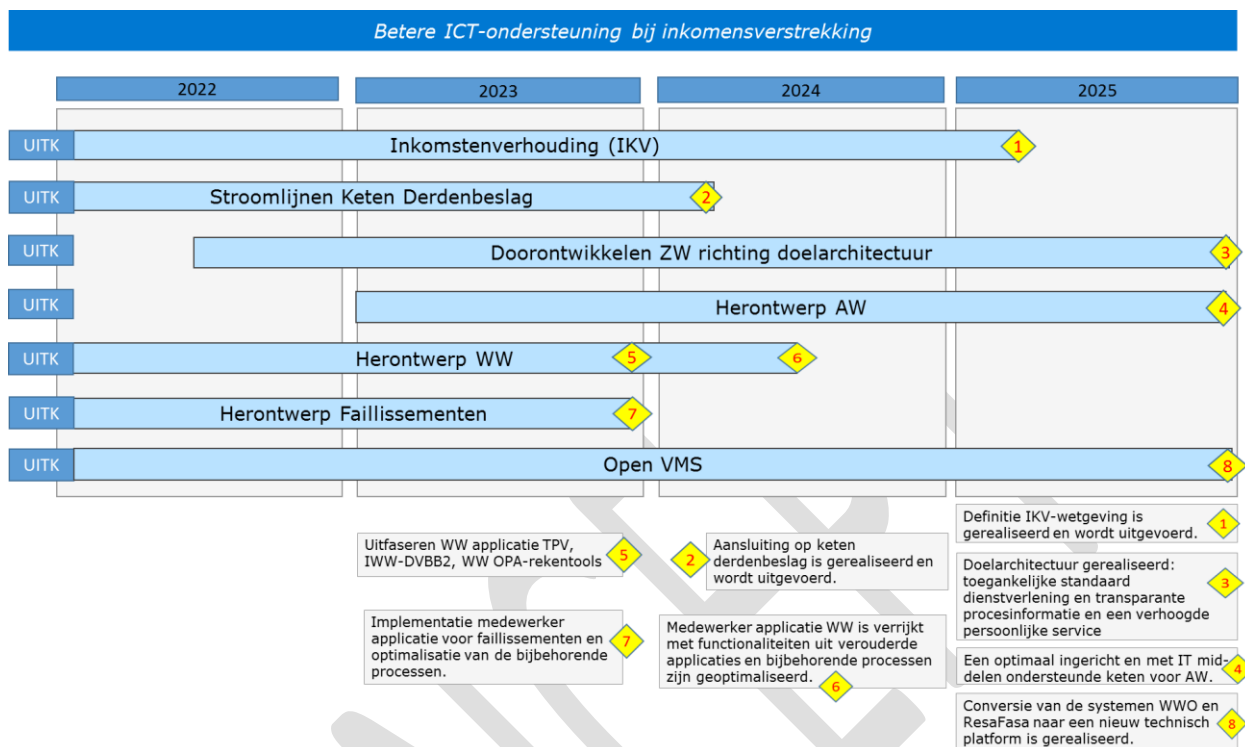 Betere ICT-ondersteuning bij inkomensverstrekking
2022
2023
2024
2025
UITK
Inkomstenverhouding (IKV)
1
UITK
Stroomlijnen Keten Derdenbeslag
2
UITK
Doorontwikkelen ZW richting doelarchitectuur
3
UITK
Herontwerp AW
4
UITK
Herontwerp WW
5
6
UITK
Herontwerp Faillissementen
7
UITK
Open VMS
8
Uitfaseren WW applicatie TPV,
IWW-DVBB2, WW OPA-rekentools
5
Implementatie medewerker
applicatie voor faillissementen en
optimalisatie van de bijbehorende
processen.
7
2
Aansluiting op keten
derdenbeslag is gerealiseerd en
wordt uitgevoerd.
Medewerker applicatie WW is verrijkt
met functionaliteiten uit verouderde
applicaties en bijbehorende processen
zijn geoptimaliseerd.
6
Definitie IKV-wetgeving is
gerealiseerd en wordt uitgevoerd.
1
Doelarchitectuur gerealiseerd:
toegankelijke standaard
dienstverlening en transparante
procesinformatie en een verhoogde
persoonlijke service
3
Een optimaal ingericht en met IT mid-
delen ondersteunde keten voor AW.
4
Conversie van de systemen WWO en
ResaFasa naar een nieuw technisch
platform is gerealiseerd.
8